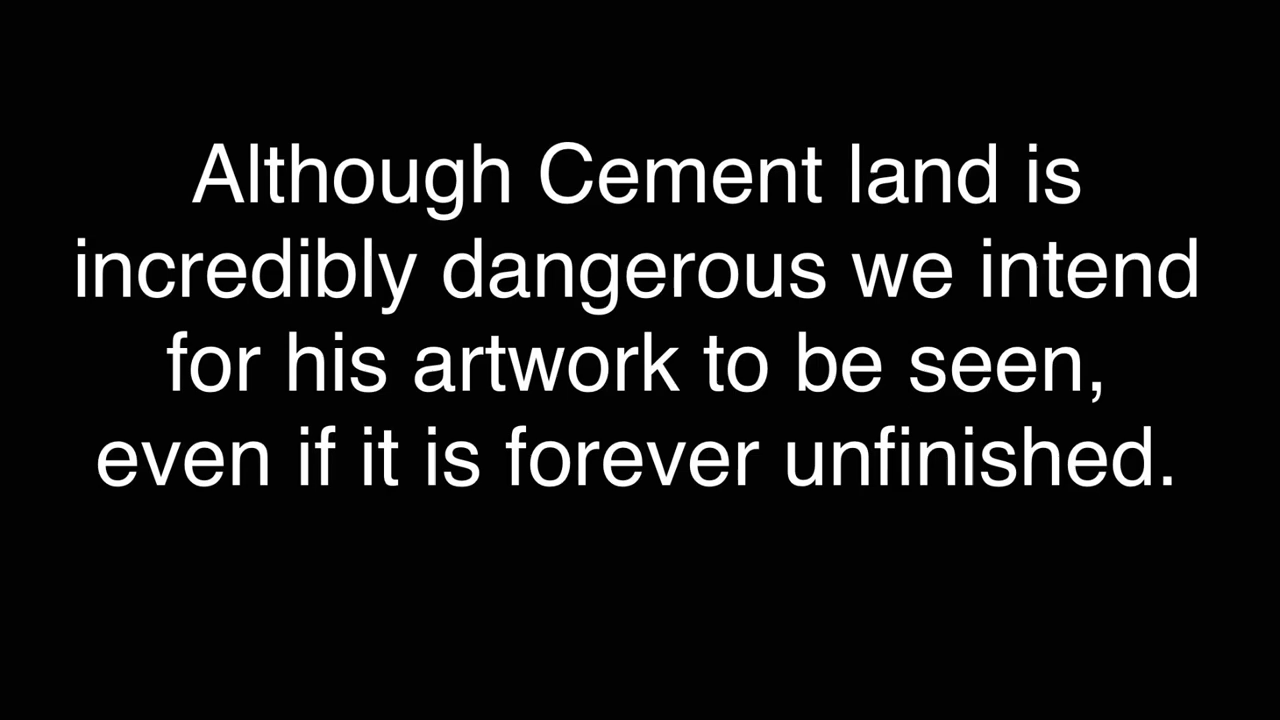 Although Cement land is
incredibly dangerous we intend
for his artwork to be seen,
even if it is forever unfinished.